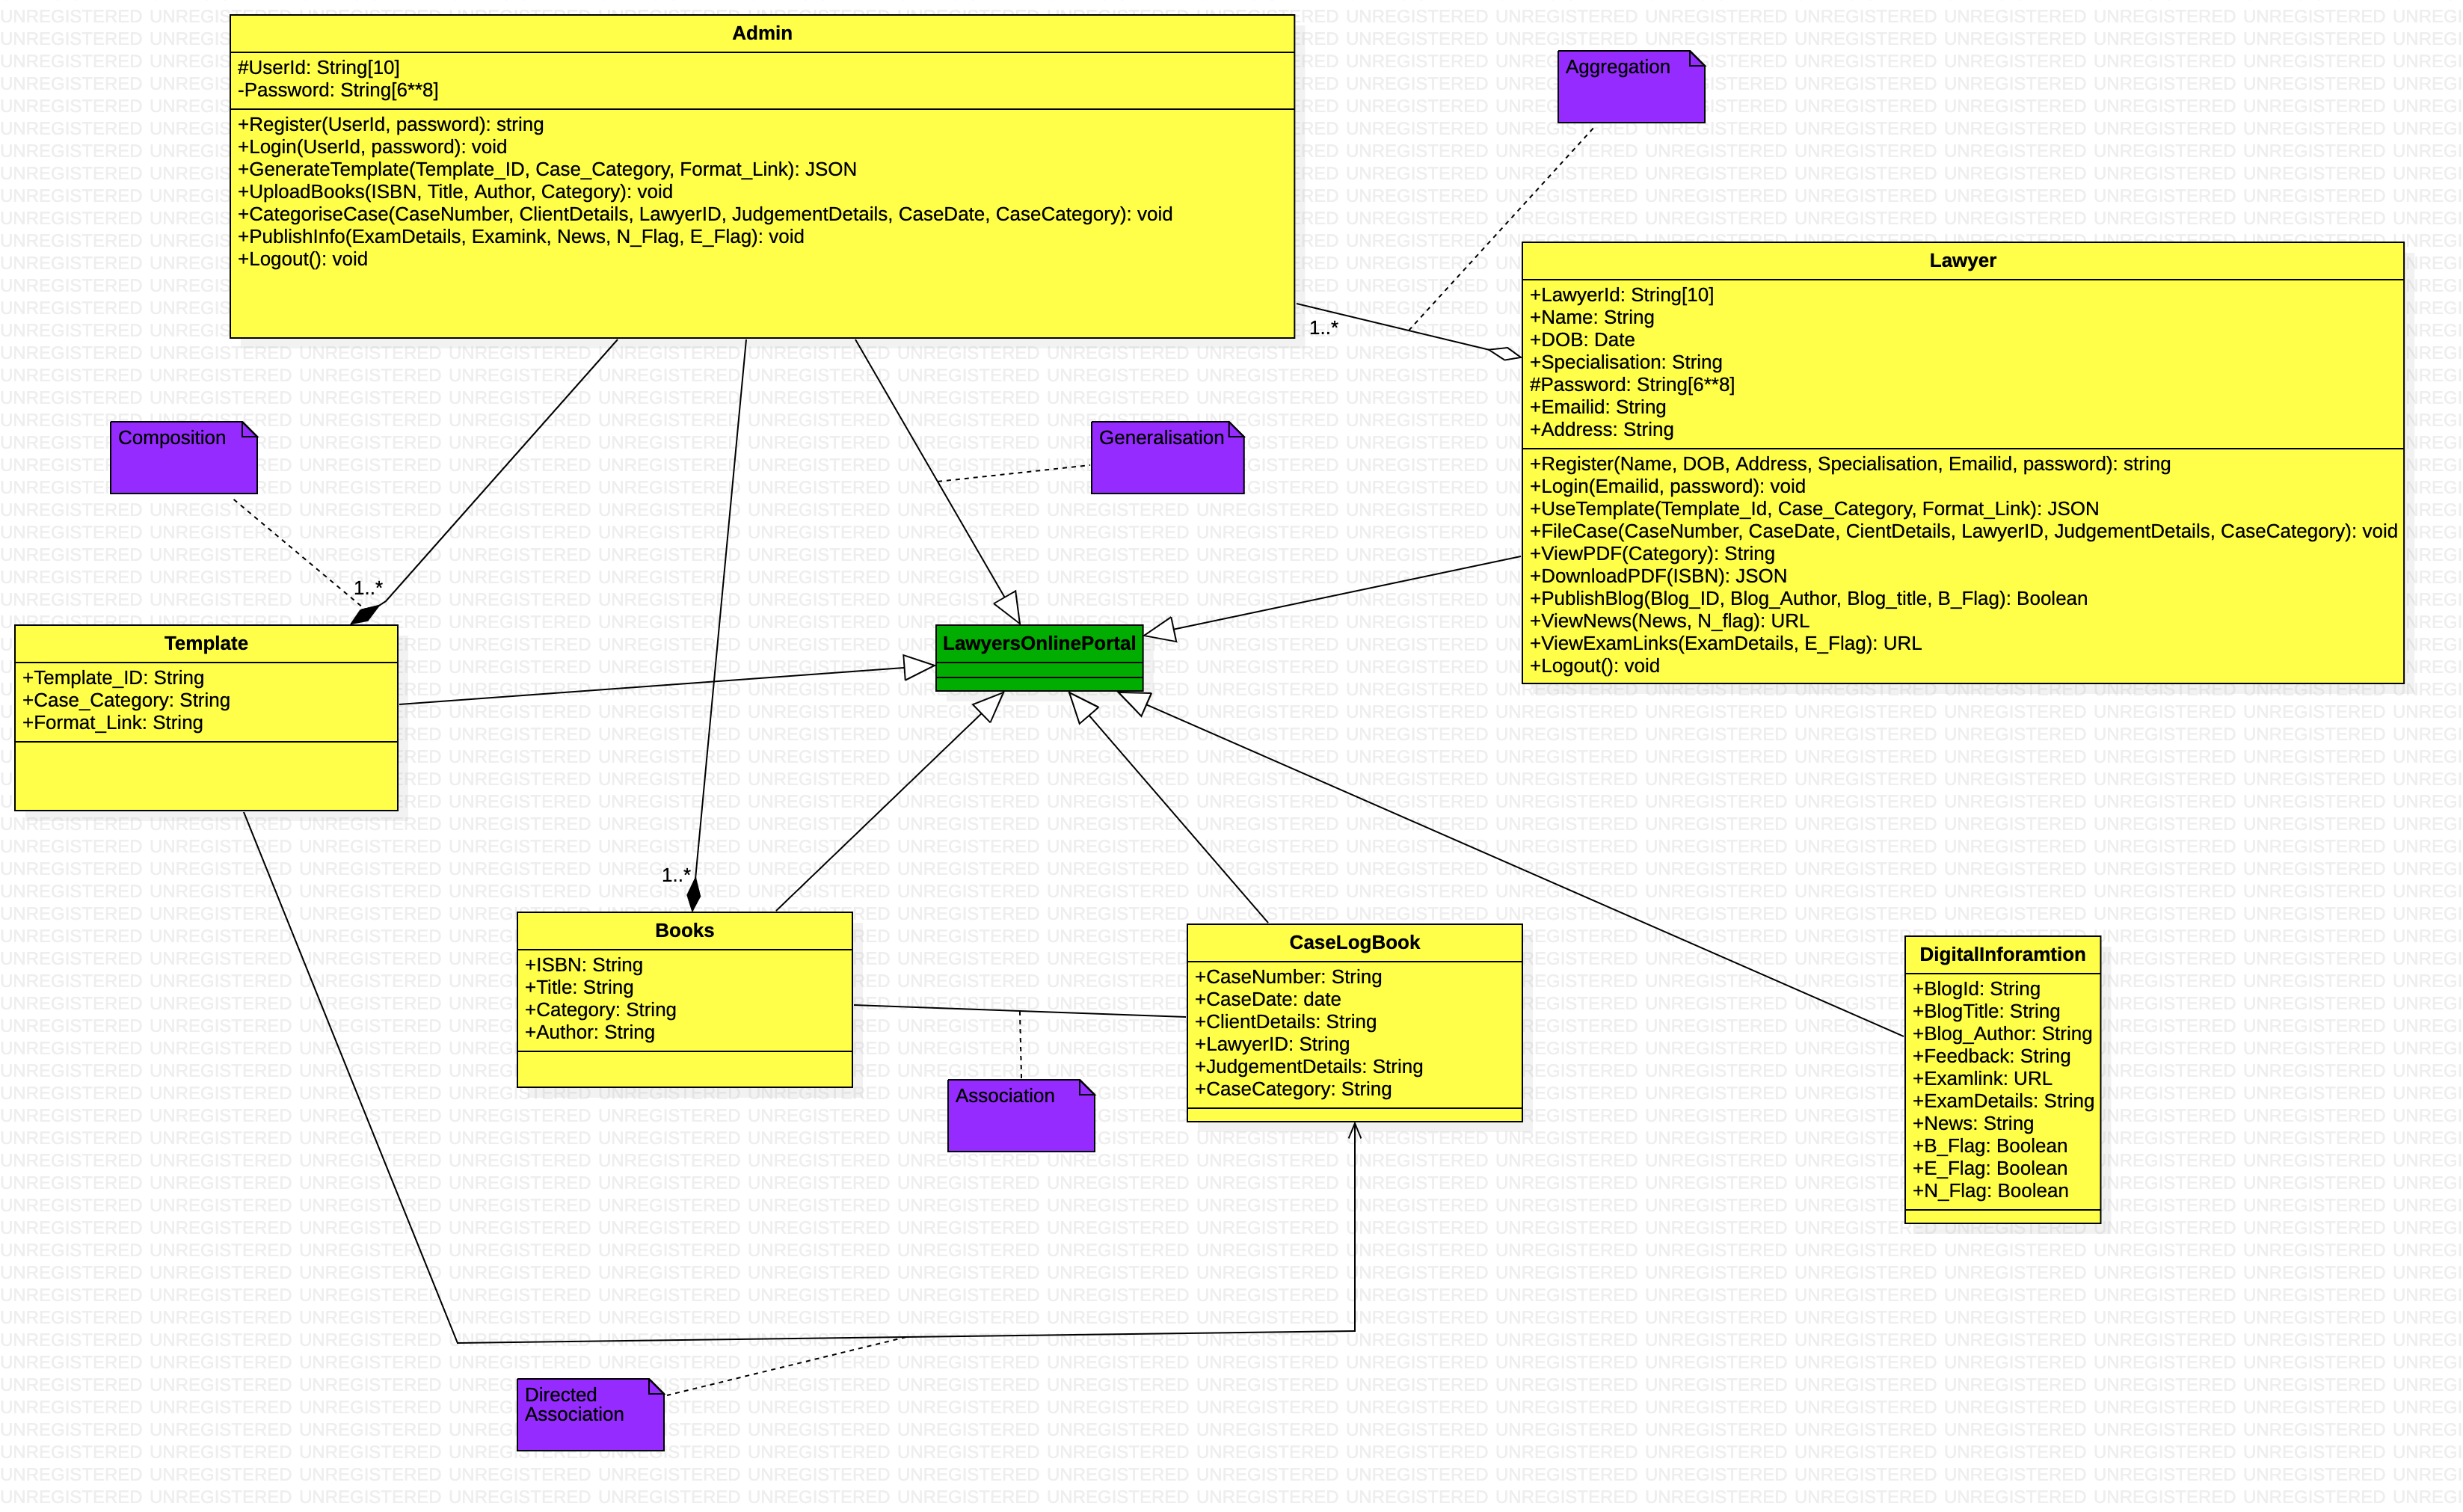 Admin
#UserId: String[10]
-Password: String[6**8]
+Register(UserId, password): string
+Login(UserId, password): void
+GenerateTemplate(Template_ID, Case_Category, Format_Link): JSON
+UploadBooks(ISBN, Title, Author, Category): void
+CategoriseCase(CaseNumber, ClientDetails, LawyerID, JudgementDetails, CaseDate, CaseCategory): void
+PublishInfo(ExamDetails, Examink, News, N_Flag, E_Flag): void
+Logout(): void
Aggregation
1..*
Lawyer
+LawyerId: String[10]
+Name: String
+DOB: Date
+Specialisation: String
#Password: String[6**8]
+Emailid: String
+Address: String
+Register(Name, DOB, Address, Specialisation, Emailid, password): string
+Login(Emailid, password): void
+UseTemplate(Template_Id, Case_Category, Format_Link): JSON
+FileCase(CaseNumber, CaseDate, CientDetails, LawyerID, JudgementDetails, CaseCategory): void
+ViewPDF(Category): String
+DownloadPDF(ISBN): JSON
+PublishBlog(Blog_ID, Blog_Author, Blog_title, B_Flag): Boolean
+ViewNews(News, N_flag): URL
+ViewExamLinks(ExamDetails, E_Flag): URL
+Logout(): void
Composition
Generalisation
1..*
Template
+Template_ID: String
+Case_Category: String
+Format_Link: String
LawyersOnlinePortal
1..*
Books
+ISBN: String
+Title: String
+Category: String
+Author: String
CaseLogBook
+CaseNumber: String
+CaseDate: date
+ClientDetails: String
+LawyerID: String
+JudgementDetails: String
+CaseCategory: String
DigitalInforamtion
+BlogId: String
+BlogTitle: String
+Blog_Author: String
+Feedback: String
+Examlink: URL
+ExamDetails: String
+News: String
+B_Flag: Boolean
+E_Flag: Boolean
+N_Flag: Boolean
Association
Directed
Association
UNREGISTERED